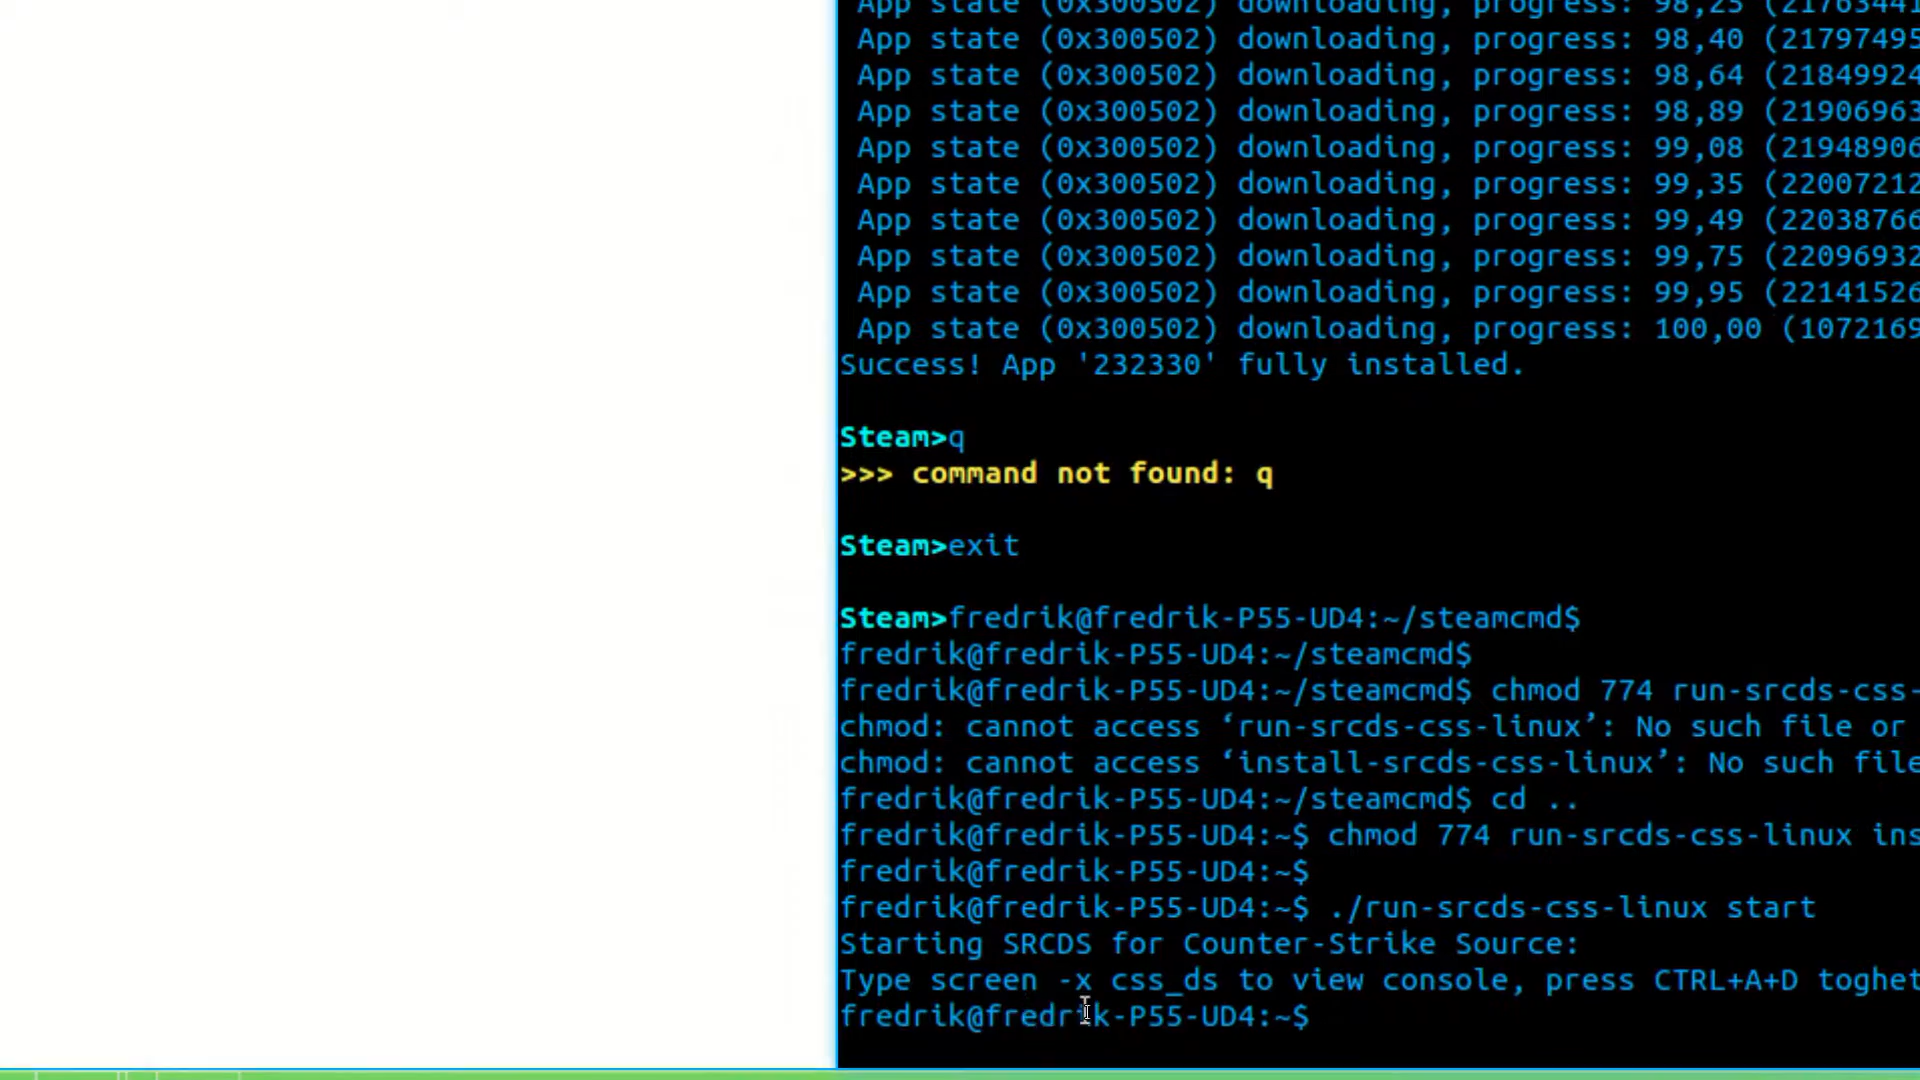 App state (0x300502) downloading, progress: 98,25 (21763441
App state (0x300502) downloading, progress: 98,40 (21797495
App state (0x300502) downloading, progress: 98,64 (21849924
App state (0x300502) downloading, progress: 98,89 (21906963
App state (0x300502) downloading, progress: 99,08 (21948906
App state (0x300502) downloading, progress: 99,35 (22007212
App state (0x300502) downloading, progress: 99,49 (22038766
App state (0x300502) downloading, progress: 99,75 (22096932
App state (0x300502) downloading, progress: 99,95 (22141526
App state (0x300502) downloading, progress: 100,00 (1072169
Success! App '232330' fully installed.
Steam>q
>>> command not found: q
Steam>exit
Steam>fredrik@fredrik-P55-UD4:~/steamcmd$
fredrik@fredrik-P55-UD4:~/steamcmd$
fredrik@fredrik-P55-UD4:~/steamcmd$ chmod 774 run-srcds-css-
chmod: cannot access ‘run-srcds-css-linux’: No such file or
chmod: cannot access ‘install-srcds-css-linux’: No such file
fredrik@fredrik-P55-UD4:~/steamcmd$ cd ..
fredrik@fredrik-P55-UD4:~$ chmod 774 run-srcds-css-linux ins
fredrik@fredrik-P55-UD4:~$
fredrik@fredrik-P55-UD4:~$ ./run-srcds-css-linux start
Starting SRCDS for Counter-Strike Source:
Type screen -x css_ds to view console, press CTRL+A+D toghet
fredrik@fredrik-P55-UD4:~$